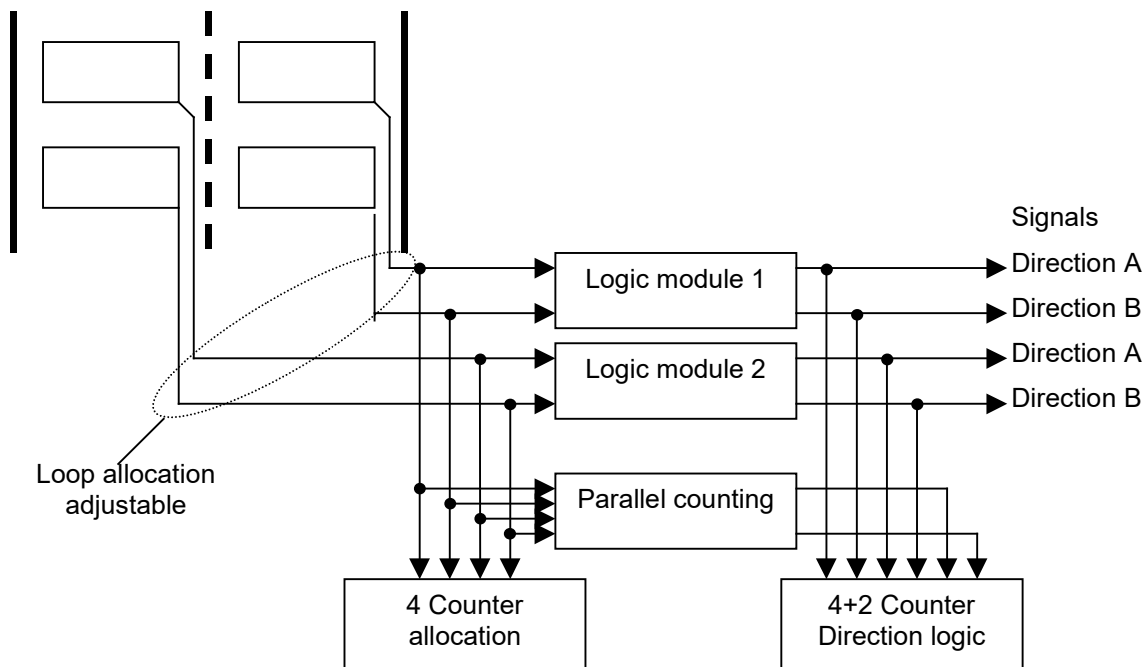 Signals
Direction A
Logic module 1
Direction B
Direction A
Logic module 2
Direction B
Loop allocation
adjustable
Parallel counting
4 Counter
allocation
4+2 Counter
Direction logic